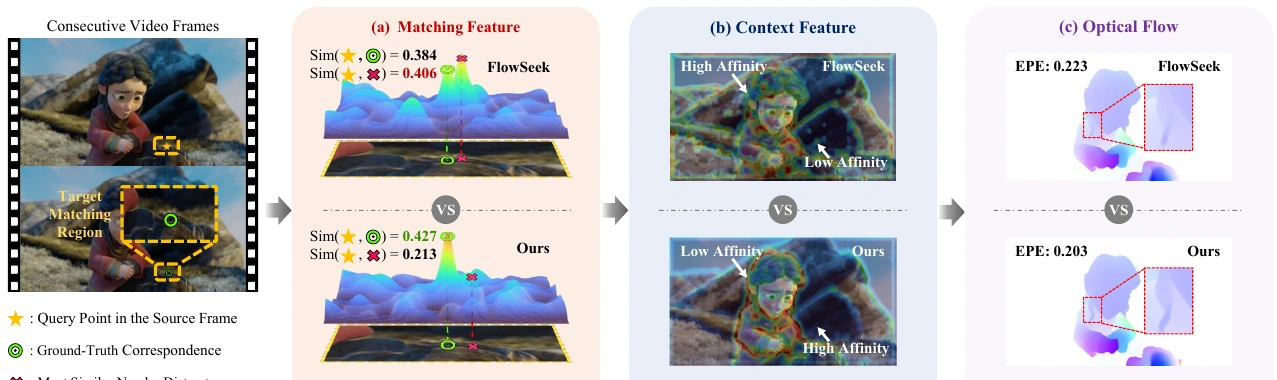 Consecutive Video Frames
Target
Matching
Region
: Query Point in the Source Frame
: Ground-Truth Correspondence
(a) Matching Feature
Sim( , ) = 0.384
Sim( , ) = 0.406
FlowSeek
VS
Sim( , ) = 0.427
Sim( , ) = 0.213
Ours
(b) Context Feature
High Affinity
FlowSeek
Low Affinity
VS
Low Affinity
Ours
High Affinity
(c) Optical Flow
EPE: 0.223
FlowSeek
VS
EPE: 0.203
Ours